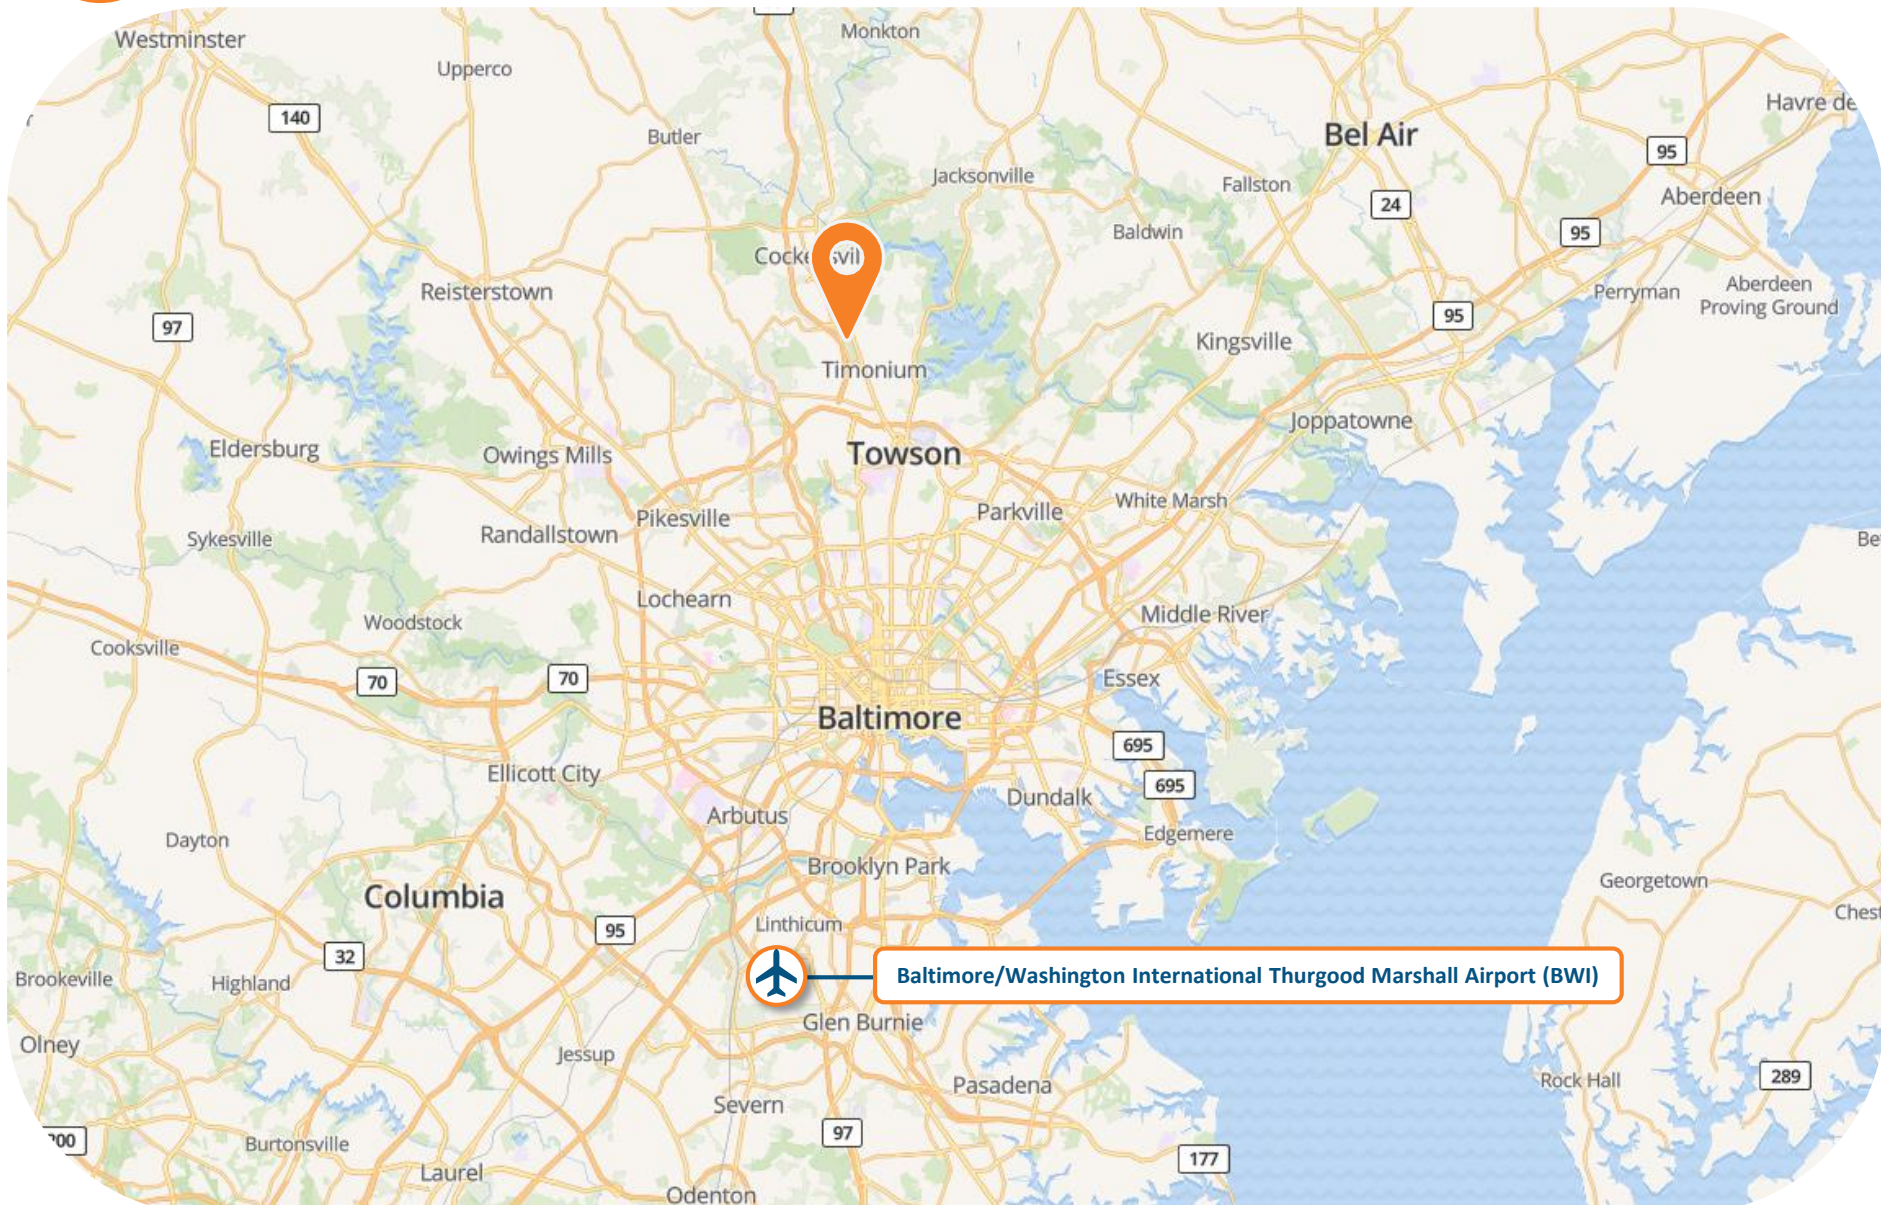 Westminster
Monkton
Upperco
140
Havre de
Butler
Bel Air
95
Jacksonville
Fallston
24
Aberdeen
Baldwin
95
Reisterstown
Perryman
Aberdeen
Proving Ground
97
95
Kingsville
Timonium
Joppatowne
Eldersburg
Owings Mills
Towson
White Marsh
Parkville
Pikesville
Randallstown
Sykesville
Lochearn
Middle River
Woodstock
Cooksville
70
70
Essex
Baltimore
695
Ellicott City
695
Dundalk
Arbutus
Edgemere
Dayton
Brooklyn Park
Georgetown
Columbia
Linthicum
95
32
Brookeville
Highland
Baltimore/Washington International Thurgood Marshall Airport (BWI)
Glen Burnie
Olney
Jessup
Pasadena
Rock Hall
289
Severn
97
Burtonsville
177
Laurel
Odenton